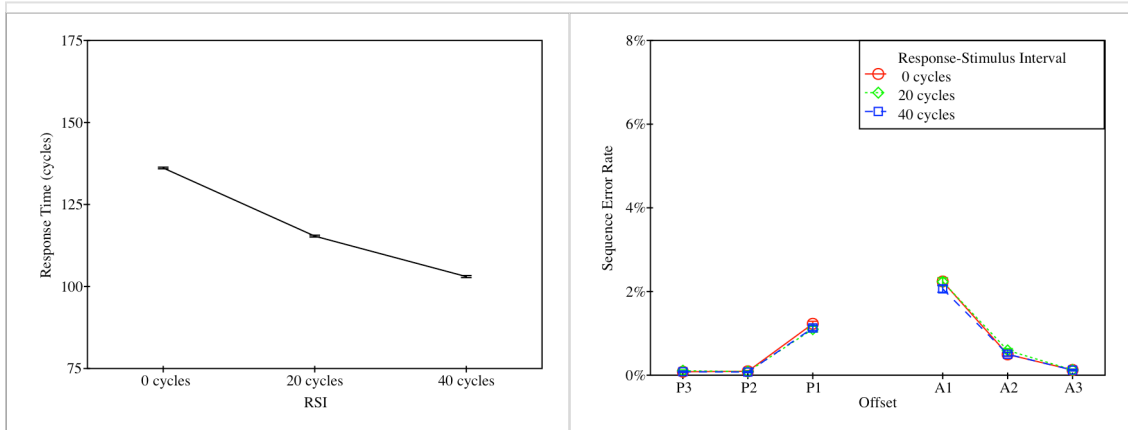 175
150
125
100
75
Response Time (cycles)
0 cycles
20 cycles
40 cycles
RSI
8%
6%
4%
2%
0%
Sequence Error Rate
Response-Stimulus Interval
0 cycles
20 cycles
40 cycles
P3
P2
P1
A1
A2
A3
Offset